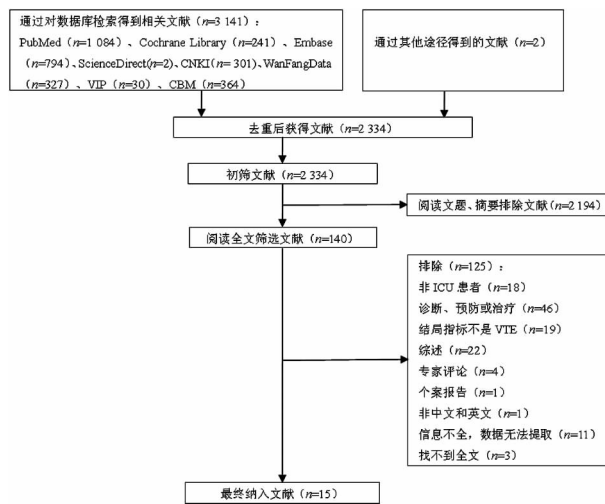 通过对数据库检索得到相关文献（n=3 141）：
PubMed（n=1 084）、Cochrane Library（n=241）、Embase
（n=794）、ScienceDirect(n=2）、CNKI（n= 301）、WanFangData
（n=327）、VIP（n=30）、CBM（n=364）
通过其他途径得到的文献（n=2）
去重后获得文献（n=2 334）
初筛文献（n=2 334）
阅读文题、摘要排除文献（n=2 194）
阅读全文筛选文献（n=140）
排除（n=125）：
非 ICU 患者（n=18）
诊断、预防或治疗（n=46）
结局指标不是 VTE（n=19）
综述（n=22）
专家评论（n=4）
个案报告（n=1）
非中文和英文（n=1）
信息不全，数据无法提取（n=11）
找不到全文（n=3）
最终纳入文献（n=15）